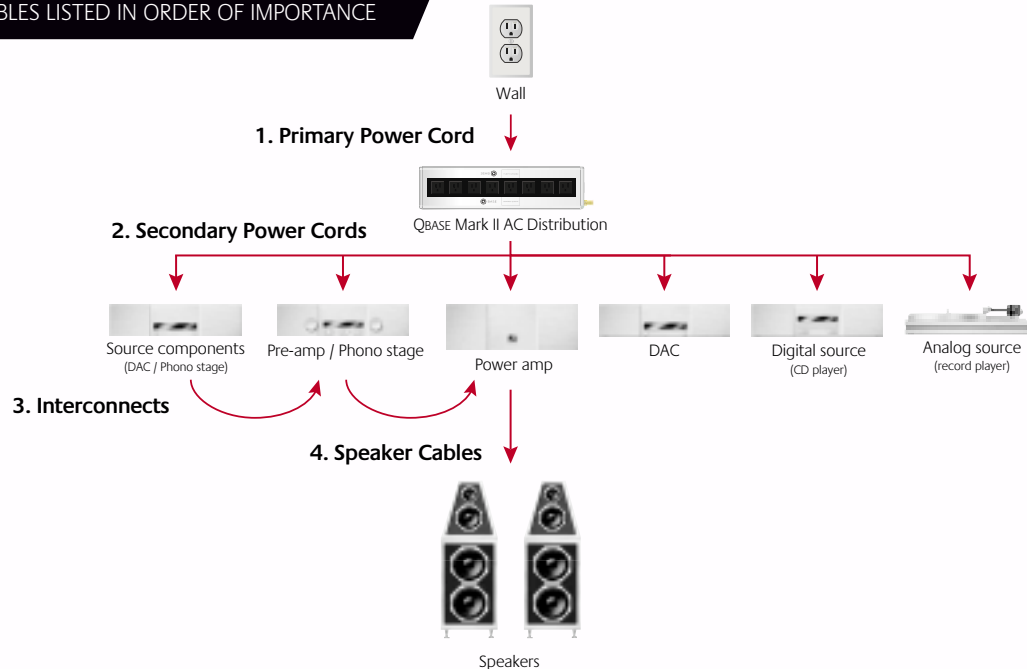 BLES LISTED IN ORDER OF IMPORTANCE
Wall
1. Primary Power Cord
QBASE Mark II AC Distribution
2. Secondary Power Cords
Source components
(DAC / Phono stage)
Pre-amp / Phono stage
Power amp
DAC
Digital source
(CD player)
Analog source
(record player)
3. Interconnects
4. Speaker Cables
Speakers